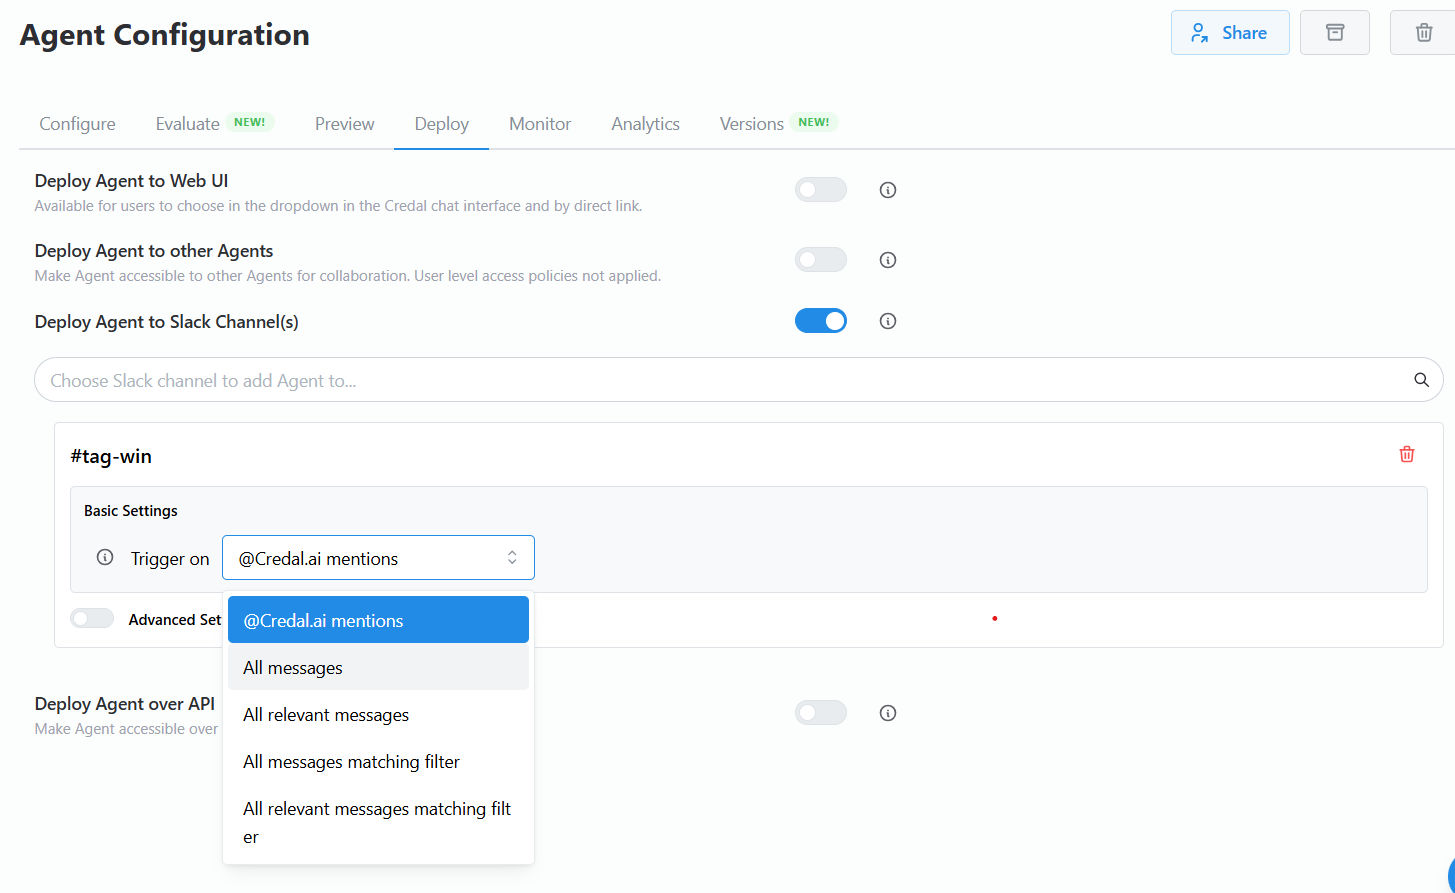 Agent Configuration
Share
Configure
Evaluate NEW!
Preview
Deploy
Monitor
Analytics
Versions NEW!
Deploy Agent to Web UI
Available for users to choose in the dropdown in the Credal chat interface and by direct link.
Deploy Agent to other Agents
Make Agent accessible to other Agents for collaboration. User level access policies not applied.
Deploy Agent to Slack Channel(s)
Choose Slack channel to add Agent to...
#tag-win
Basic Settings
Trigger on @Credal.ai mentions
Advanced Set
@Credal.ai mentions
All messages
All relevant messages
All messages matching filter
All relevant messages matching filt
er
Deploy Agent over API
Make Agent accessible over